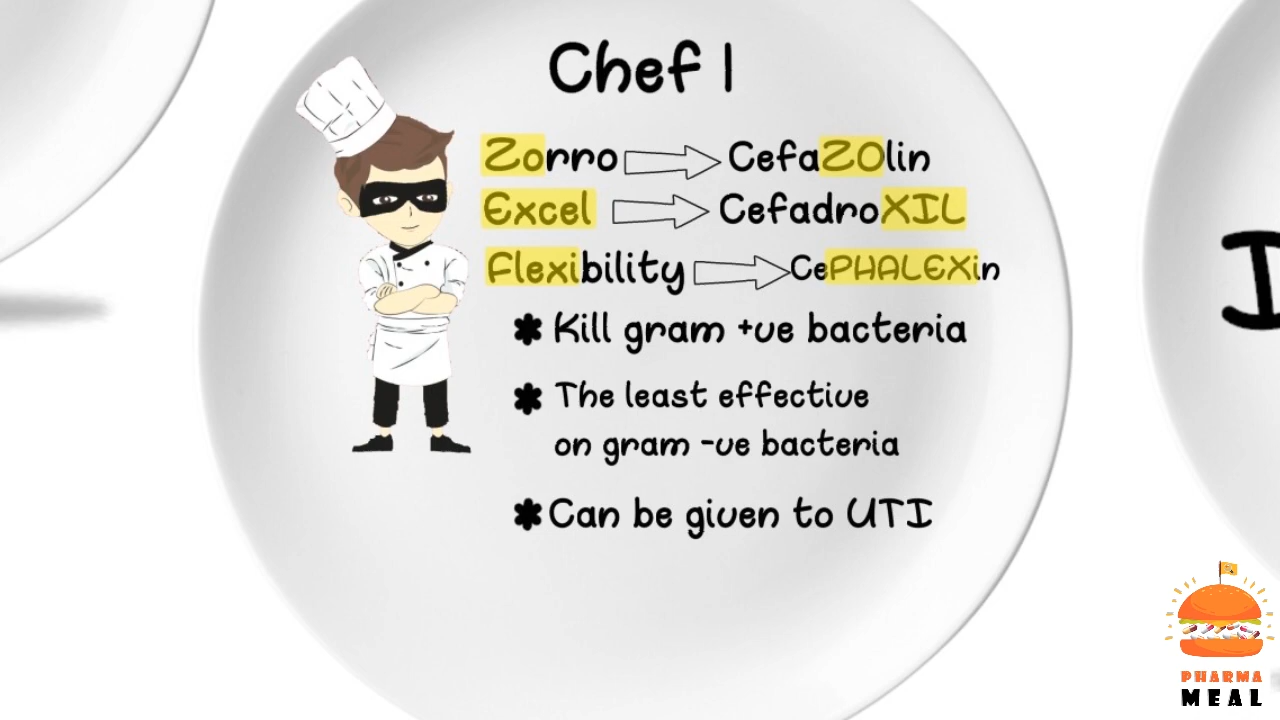 Chef 1
Zorro CefaZOlin
Excel CefadroXIL
Flexibility CePHALEXin
* Kill gram +ve bacteria
* The least effective
on gram -ve bacteria
* Can be given to UTI
I
PHARMA
MEAL